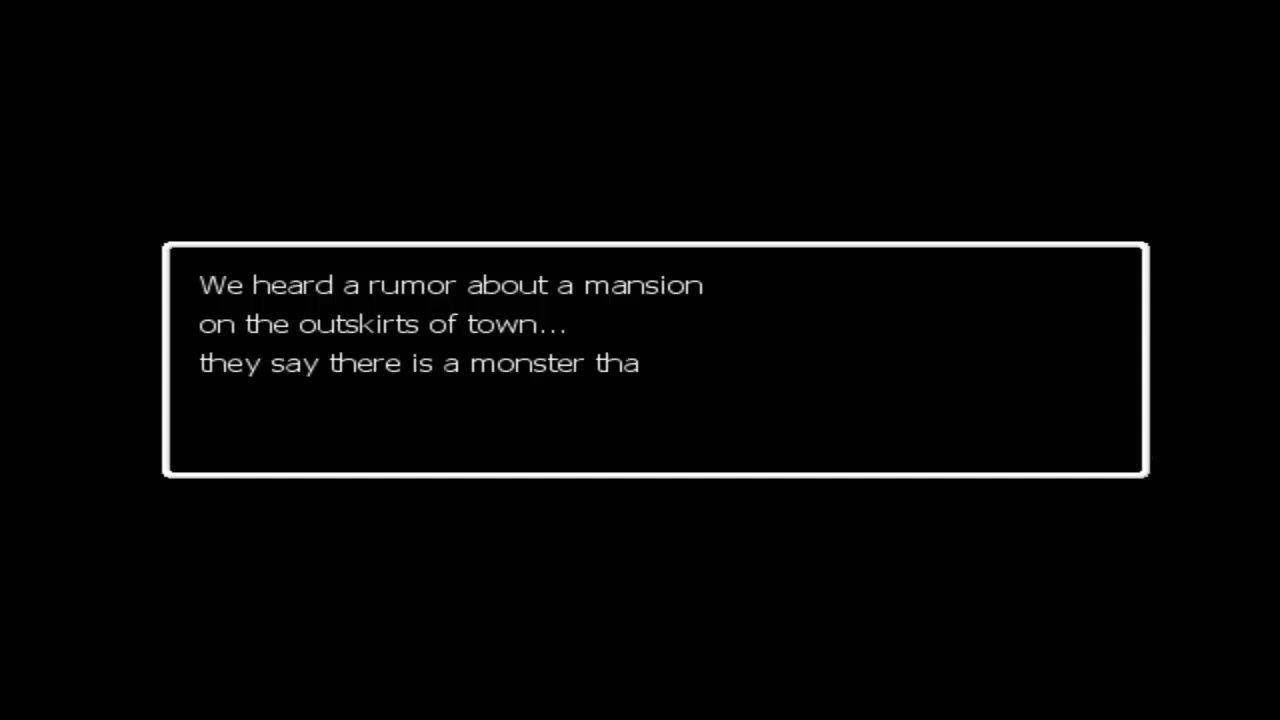 We heard a rumor about a mansion
on the outskirts of town...
they say there is a monster tha